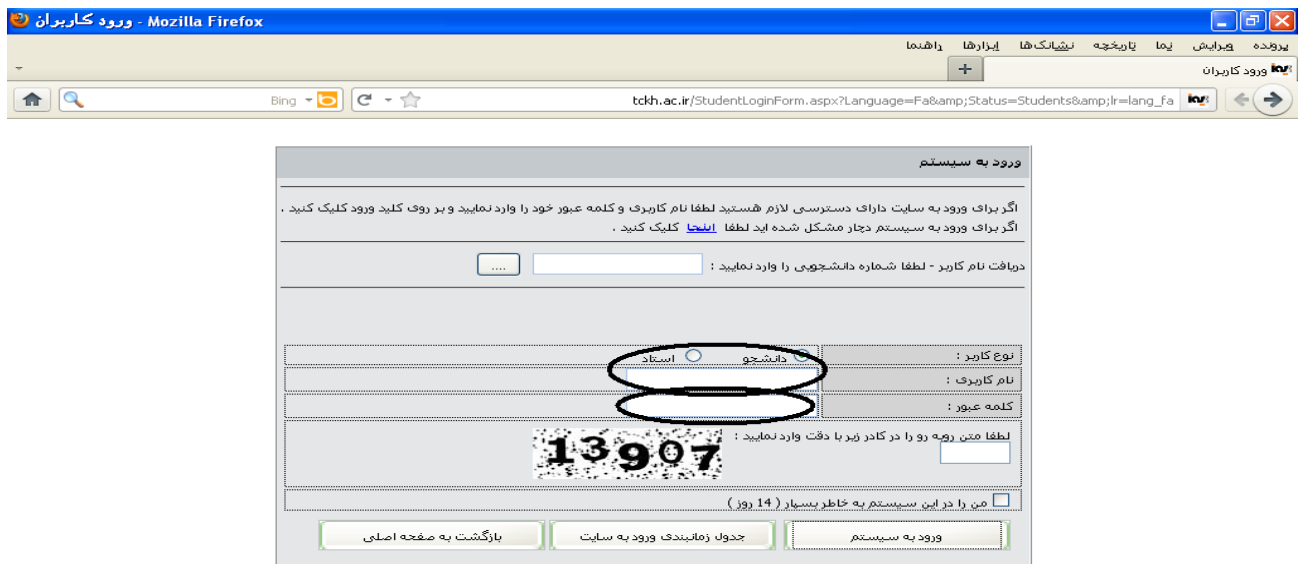 ورود کاربران - Mozilla Firefox
پرونده ویرایش نما تاریخچه نشانک‌ها ابزارها راهنما
ورود کاربران
tckh.ac.ir/StudentLoginForm.aspx?Language=Fa&amp;Status=Students&amp;lr=lang_fa
Bing
ورود به سیستم
اگر برای ورود به سایت دارای دسترسی لازم هستید لطفا نام کاربری و کلمه عبور خود را وارد نمایید و بر روی کلید ورود کلیک کنید .
اگر برای ورود به سیستم دچار مشکل شده اید لطفا اینجا کلیک کنید .
دریافت نام کاربر - لطفا شماره دانشجویی را وارد نمایید : ....
نوع کاربر : دانشجو استاد
نام کاربری :
کلمه عبور :
لطفا متن روبه رو را در کادر زیر با دقت وارد نمایید :
13907
من را در این سیستم به خاطر بسپار ( 14 روز )
ورود به سیستم جدول زمانبندی ورود به سایت بازگشت به صفحه اصلی